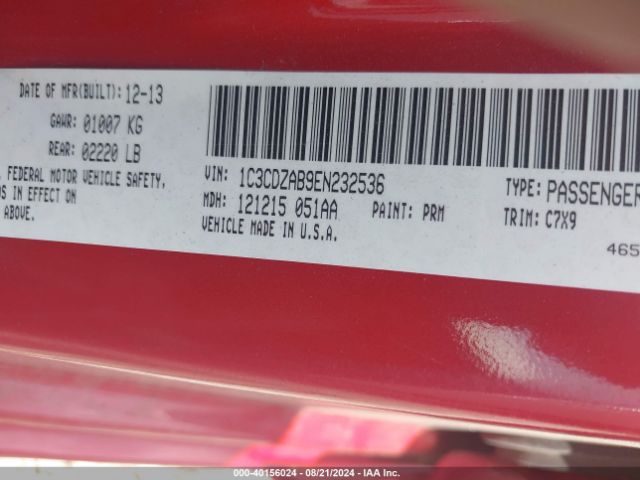 DATE OF MFR(BUILT): 12-13
GAWR: 01007 KG
REAR: 02220 LB
FEDERAL MOTOR VEHICLE SAFETY,
IN EFFECT ON
ABOVE.
VIN: 1C3CDZAB9EN232536
TYPE: PASSENGER
MDH: 121215 051AA PAINT: PRM
TRIM: C7X9
VEHICLE MADE IN U.S.A.
465
000-40156024 - 08/21/2024 - IAA Inc.